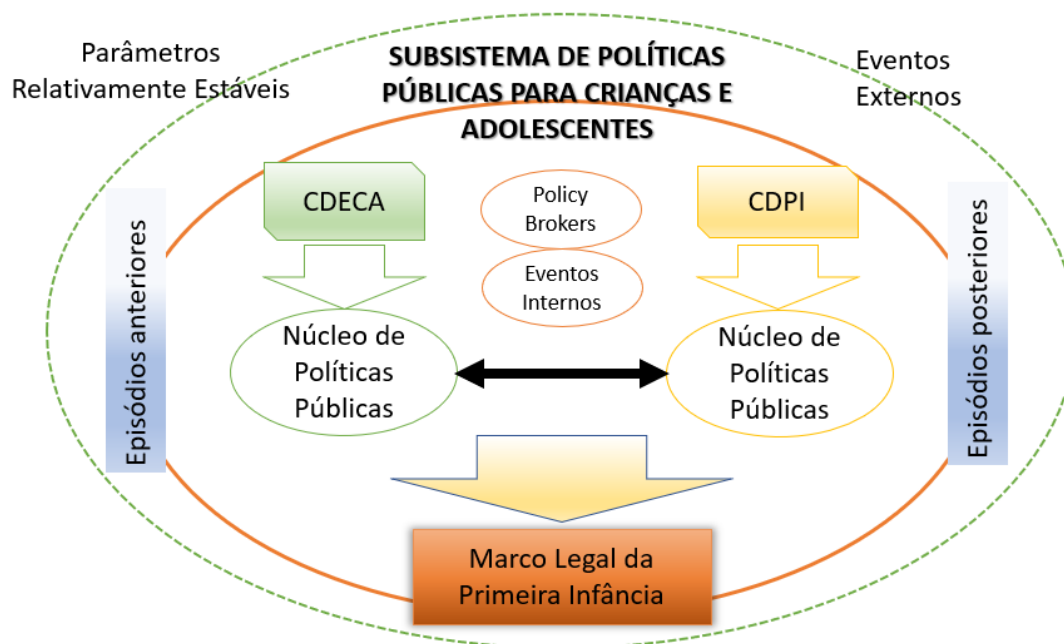 Parâmetros
Relativamente Estáveis
SUBSISTEMA DE POLÍTICAS
PÚBLICAS PARA CRIANÇAS E
ADOLESCENTES
Eventos
Externos
Episódios anteriores
CDECA
Policy
Brokers
Eventos
Internos
CDPI
Núcleo de
Políticas
Públicas
Núcleo de
Políticas
Públicas
Episódios posteriores
Marco Legal da
Primeira Infância